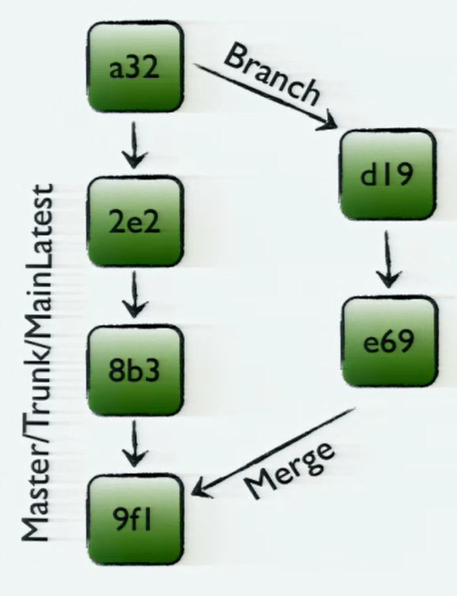 a32
Branch
d19
2e2
Master/Trunk/MainLatest
8b3
e69
Merge
9f1